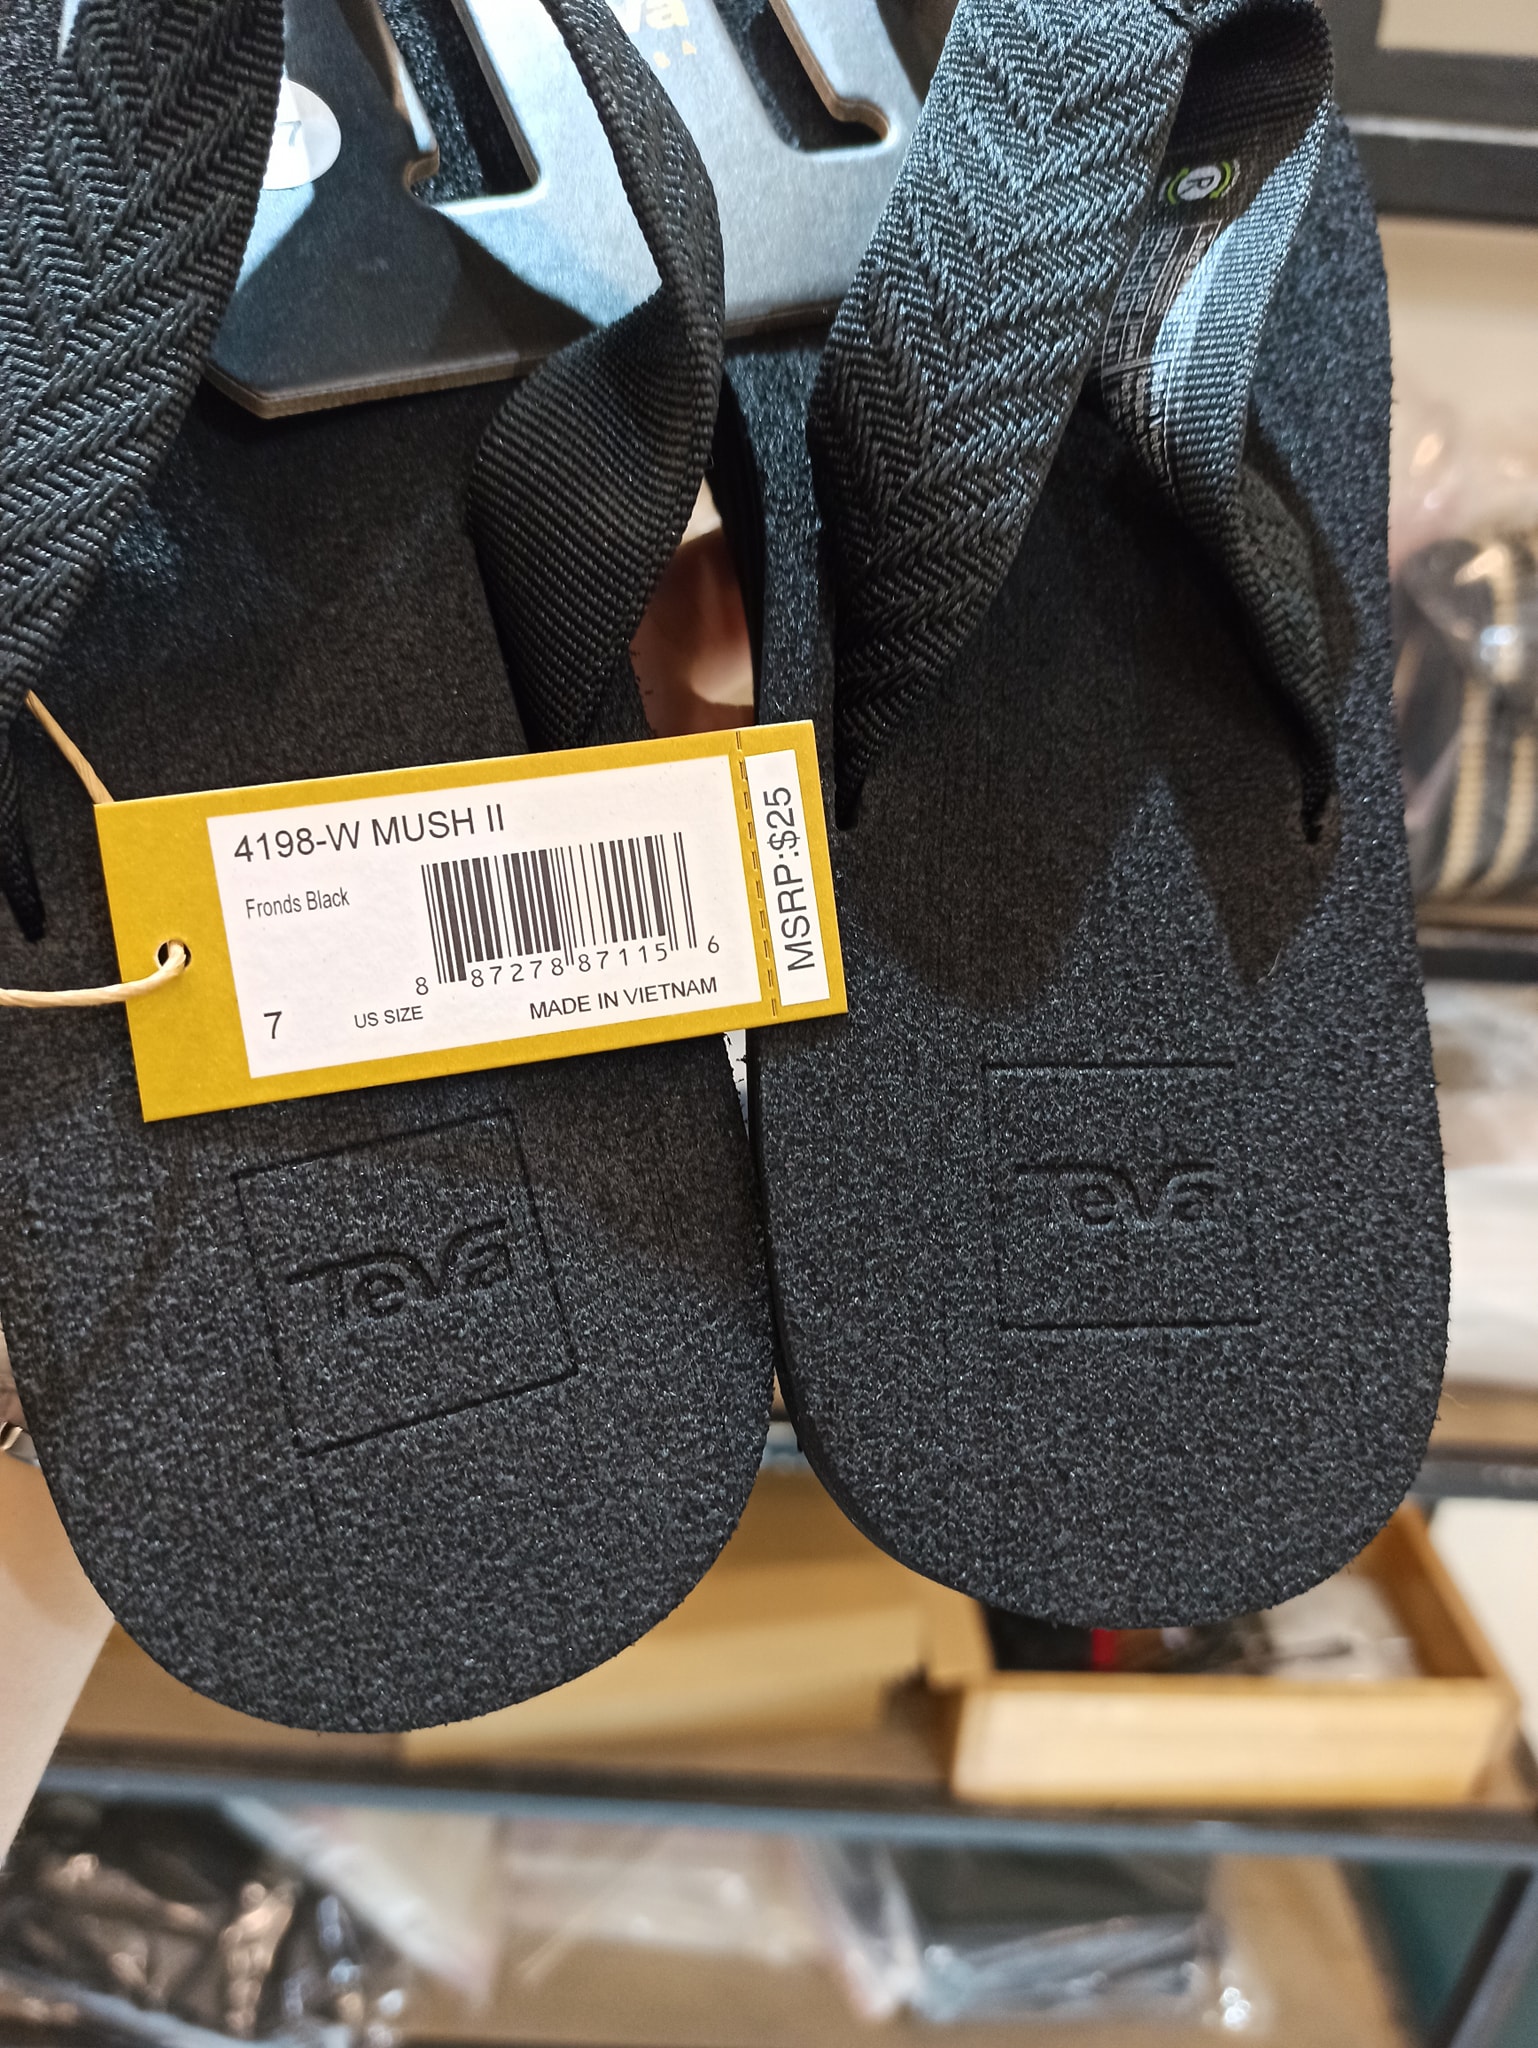 7
4198-W MUSH II
Fronds Black
8 87278 87115 6
7 US SIZE MADE IN VIETNAM
MSRP:$25
Teva
Teva
R